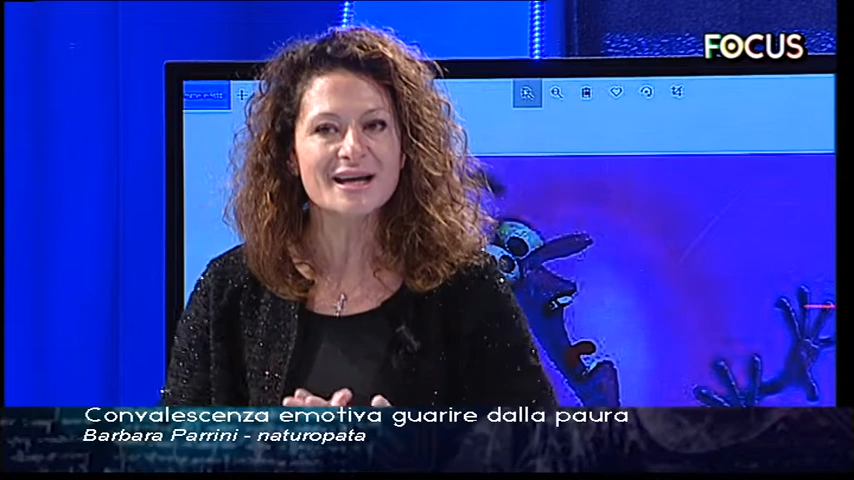 FOCUS
Convalescenza emotiva guarire dalla paura
Barbara Parrini - naturopata